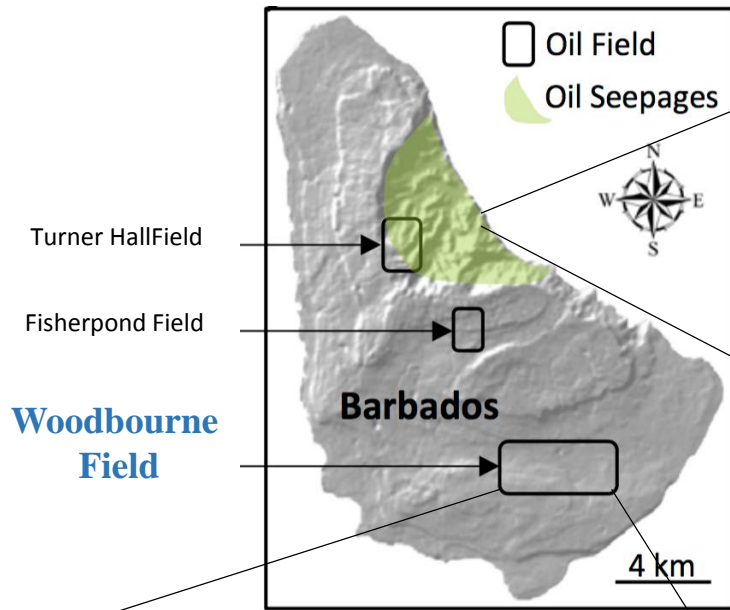 Oil Field
Oil Seepages
N
W E
S
Turner HallField
Fisherpond Field
Barbados
Woodbourne
Field
4 km